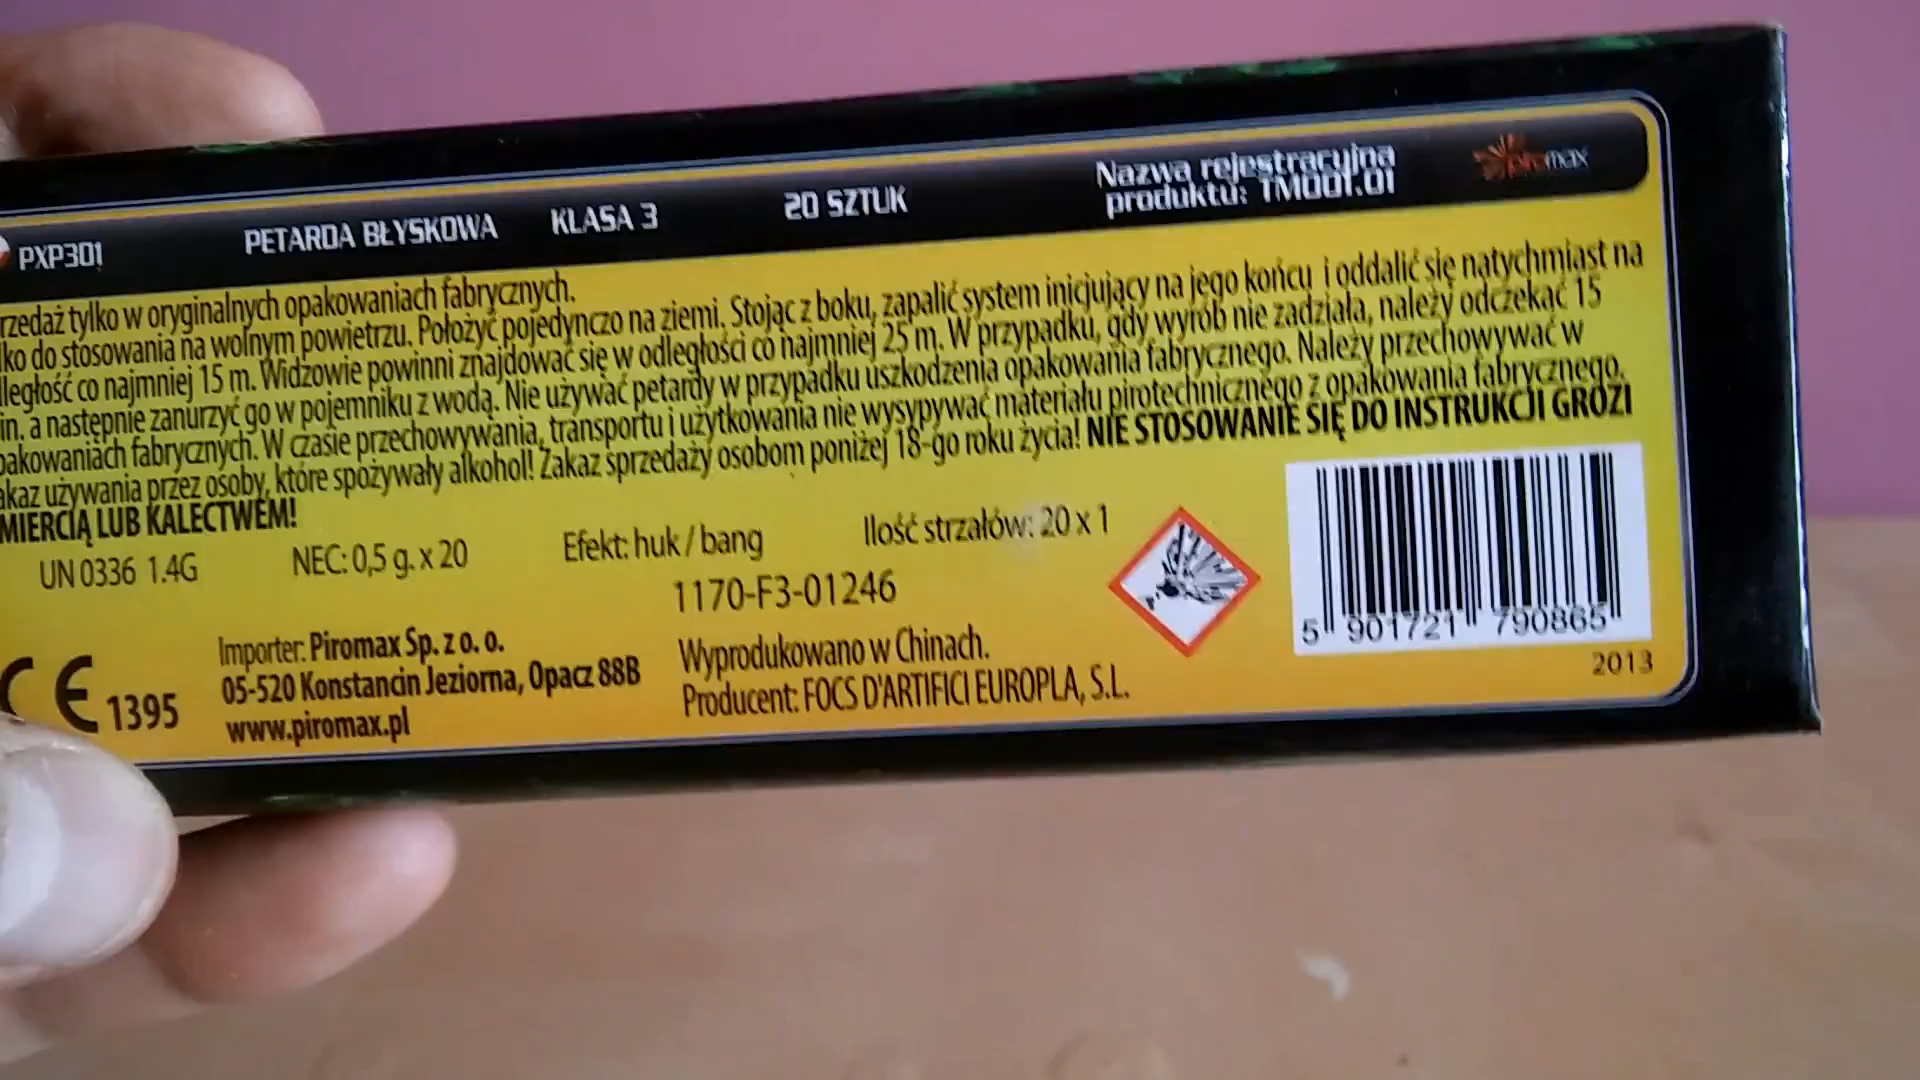 PXP301 PETARDA BŁYSKOWA KLASA 3 20 SZTUK Nazwa rejestracyjna
produktu: TM001.01
piromax
rzedaż tylko w oryginalnych opakowaniach fabrycznych.
lko do stosowania na wolnym powietrzu. Położyć pojedynczo na ziemi. Stojąc z boku, zapalić system inicjujący na jego końcu i oddalić się natychmiast na
ległość co najmniej 15 m. Widzowie powinni znajdować się w odległości co najmniej 25 m. W przypadku, gdy wyrób nie zadziała, należy odczekać 15
in. a następnie zanurzyć go w pojemniku z wodą. Nie używać petardy w przypadku uszkodzenia opakowania fabrycznego. Należy przechowywać w
pakowaniach fabrycznych. W czasie przechowywania, transportu i użytkowania nie wysypywać materiału pirotechnicznego z opakowania fabrycznego.
akaz używania przez osoby, które spożywały alkohol! Zakaz sprzedaży osobom poniżej 18-go roku życia! NIE STOSOWANIE SIĘ DO INSTRUKCJI GROZI
MIERCIĄ LUB KALECTWEM!
UN 0336 1.4G NEC: 0,5 g. x 20 Efekt: huk / bang Ilość strzałów: 20 x 1
1170-F3-01246
CE 1395
Importer: Piromax Sp. z o. o.
05-520 Konstancin Jeziorna, Opacz 88B
www.piromax.pl
Wyprodukowano w Chinach.
Producent: FOCS D'ARTIFICI EUROPLA, S.L.
5 901721 790865
2013